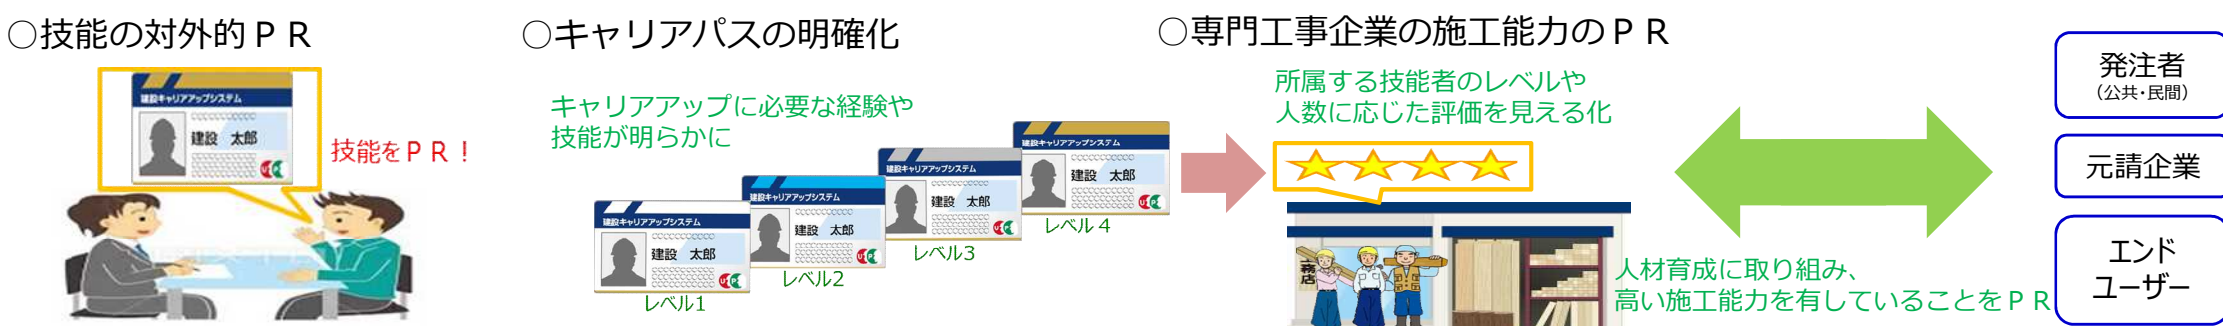 ○技能の対外的ＰＲ
建設キャリアアップシステム
建設　太郎
技能をＰＲ！
○キャリアパスの明確化
キャリアアップに必要な経験や
技能が明らかに
建設キャリアアップシステム
建設　太郎
レベル1
建設キャリアアップシステム
建設　太郎
レベル2
建設キャリアアップシステム
建設　太郎
レベル3
建設キャリアアップシステム
建設　太郎
レベル４
○専門工事企業の施工能力のＰＲ
所属する技能者のレベルや
人数に応じた評価を見える化
工務店
人材育成に取り組み、
高い施工能力を有していることをＰＲ
発注者
（公共・民間）
元請企業
エンド
ユーザー